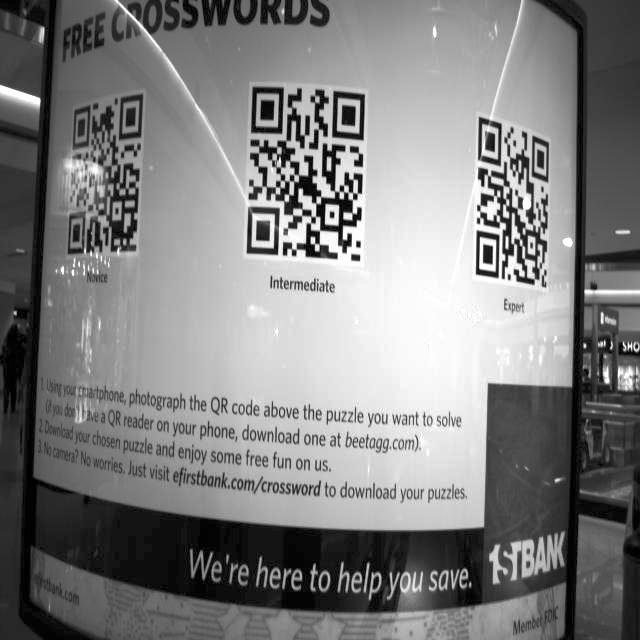 FREE CROSSWORDS
Novice
Intermediate
Expert
1. Using your smartphone, photograph the QR code above the puzzle you want to solve
(if you don't have a QR reader on your phone, download one at beetagg.com).
2. Download your chosen puzzle and enjoy some free fun on us.
3. No camera? No worries. Just visit efirstbank.com/crossword to download your puzzles.
We're here to help you save.
1STBANK
efirstbank.com
Member FDIC
SHO